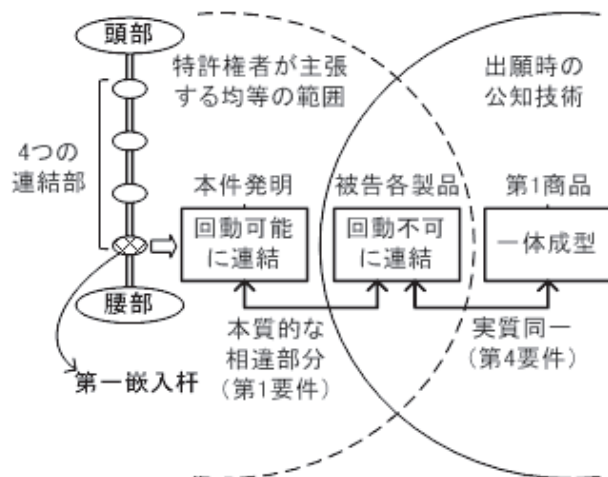 頭部
4つの
連結部
腰部
第一嵌入杆
特許権者が主張
する均等の範囲
出願時の
公知技術
本件発明
被告各製品
第1商品
回動可能
に連結
回動不可
に連結
一体成型
本質的な
相違部分
(第1要件)
実質同一
(第4要件)